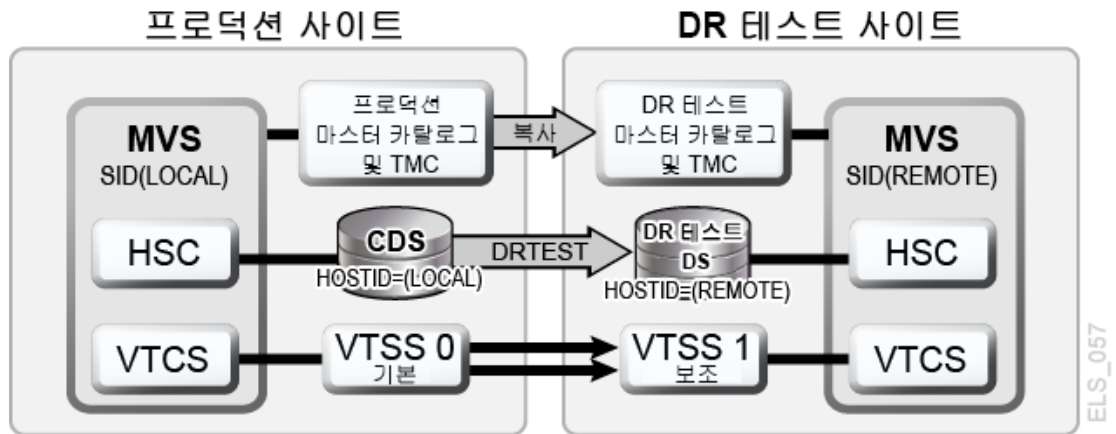 프로덕션 사이트
DR 테스트 사이트
MVS
SID(LOCAL)
HSC
VTCS
프로덕션
마스터 카탈로그
및 TMC
복사
DR 테스트
마스터 카탈로그
및 TMC
CDS
HOSTID=(LOCAL)
DRTEST
DR 테스트
DS
HOSTID=(REMOTE)
VTSS 0
기본
VTSS 1
보조
MVS
SID(REMOTE)
HSC
VTCS
ELS_057